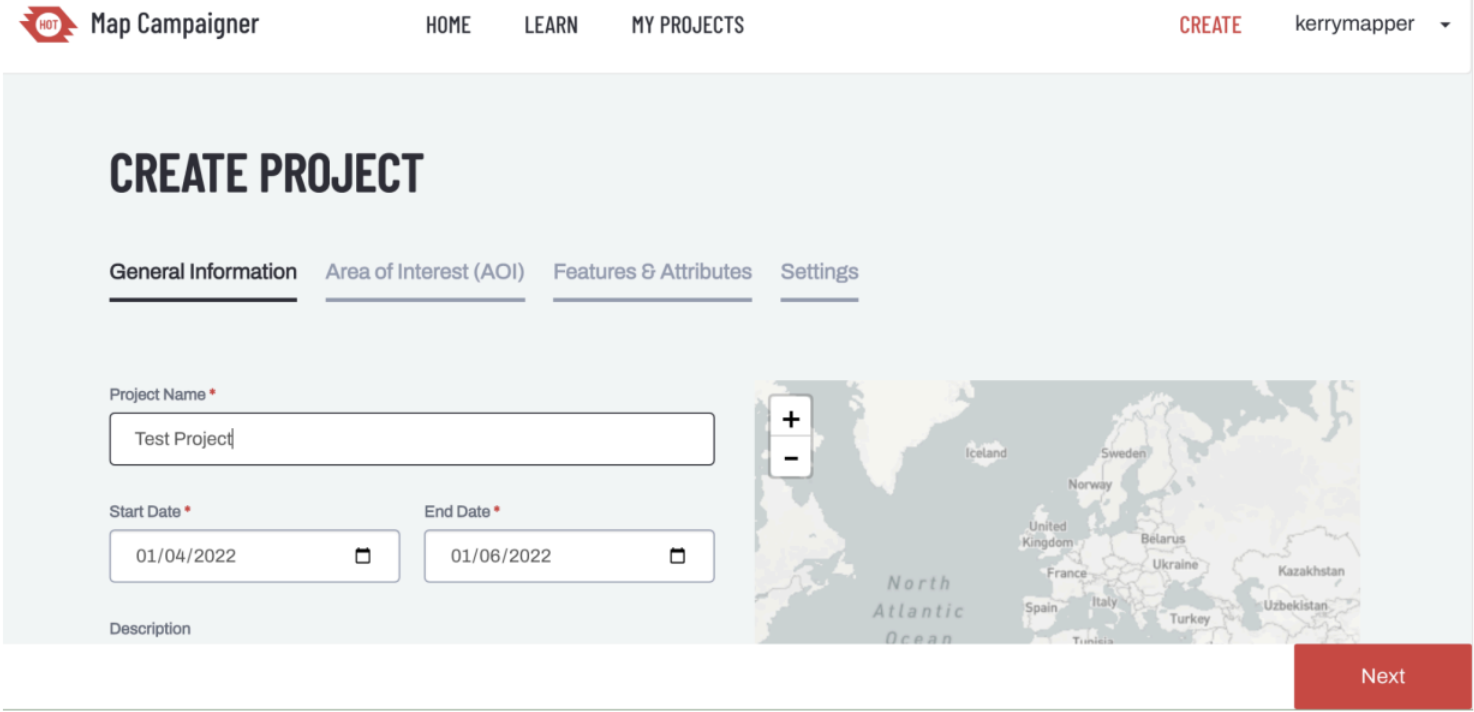 HOT Map Campaigner HOME LEARN MY PROJECTS CREATE kerrymapper
CREATE PROJECT
General Information Area of Interest (AOI) Features & Attributes Settings
Project Name *
Test Project
Start Date * End Date *
01/04/2022 01/06/2022
Description
+
−
Iceland
Sweden
Norway
United
Kingdom
Belarus
Ukraine
France
Kazakhstan
North
Atlantic
Ocean
Spain
Italy
Uzbekistan
Turkey
Tunisia
Next